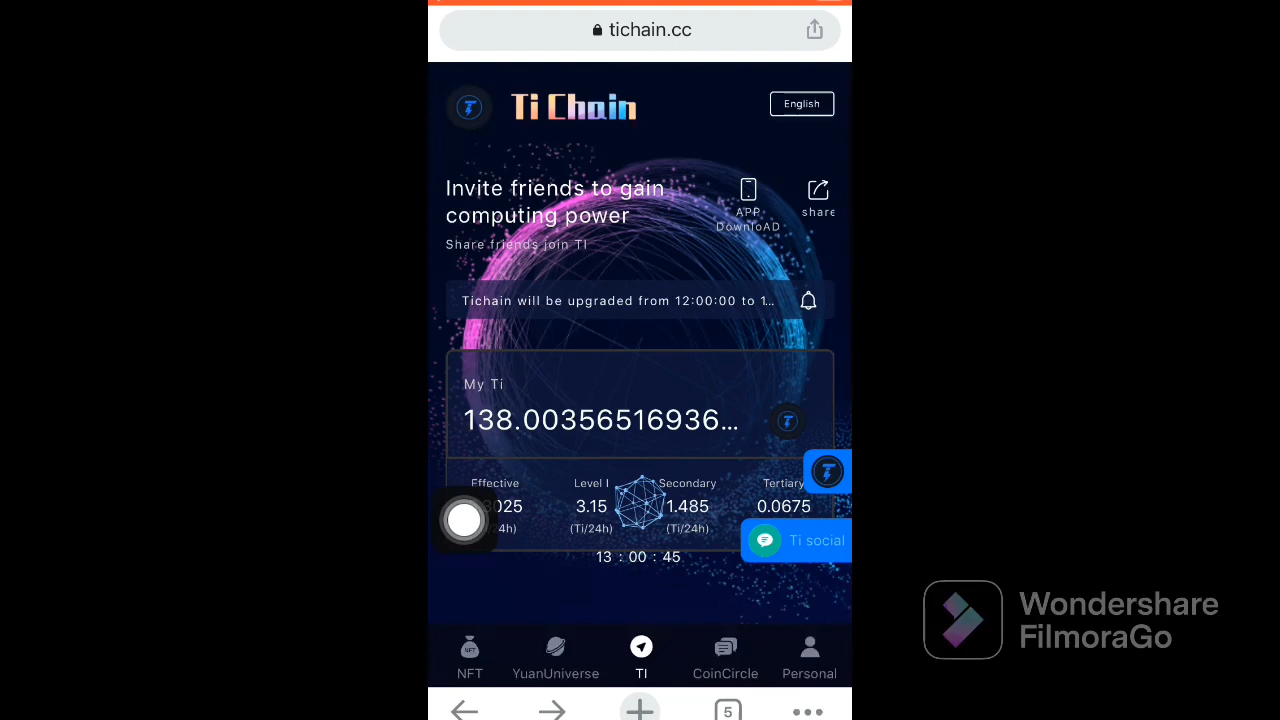 tichain.cc
Ti Chain
English
Invite friends to gain
computing power
Share friends join TI
APP
DownloAD
share
Tichain will be upgraded from 12:00:00 to 1...
My Ti
138.00356516936...
Effective
Level I
Secondary
Tertiary
025
3.15
1.485
0.0675
4h)
(Ti/24h)
(Ti/24h)
13 : 00 : 45
Ti social
NFT
YuanUniverse
TI
CoinCircle
Personal
5
Wondershare
FilmoraGo